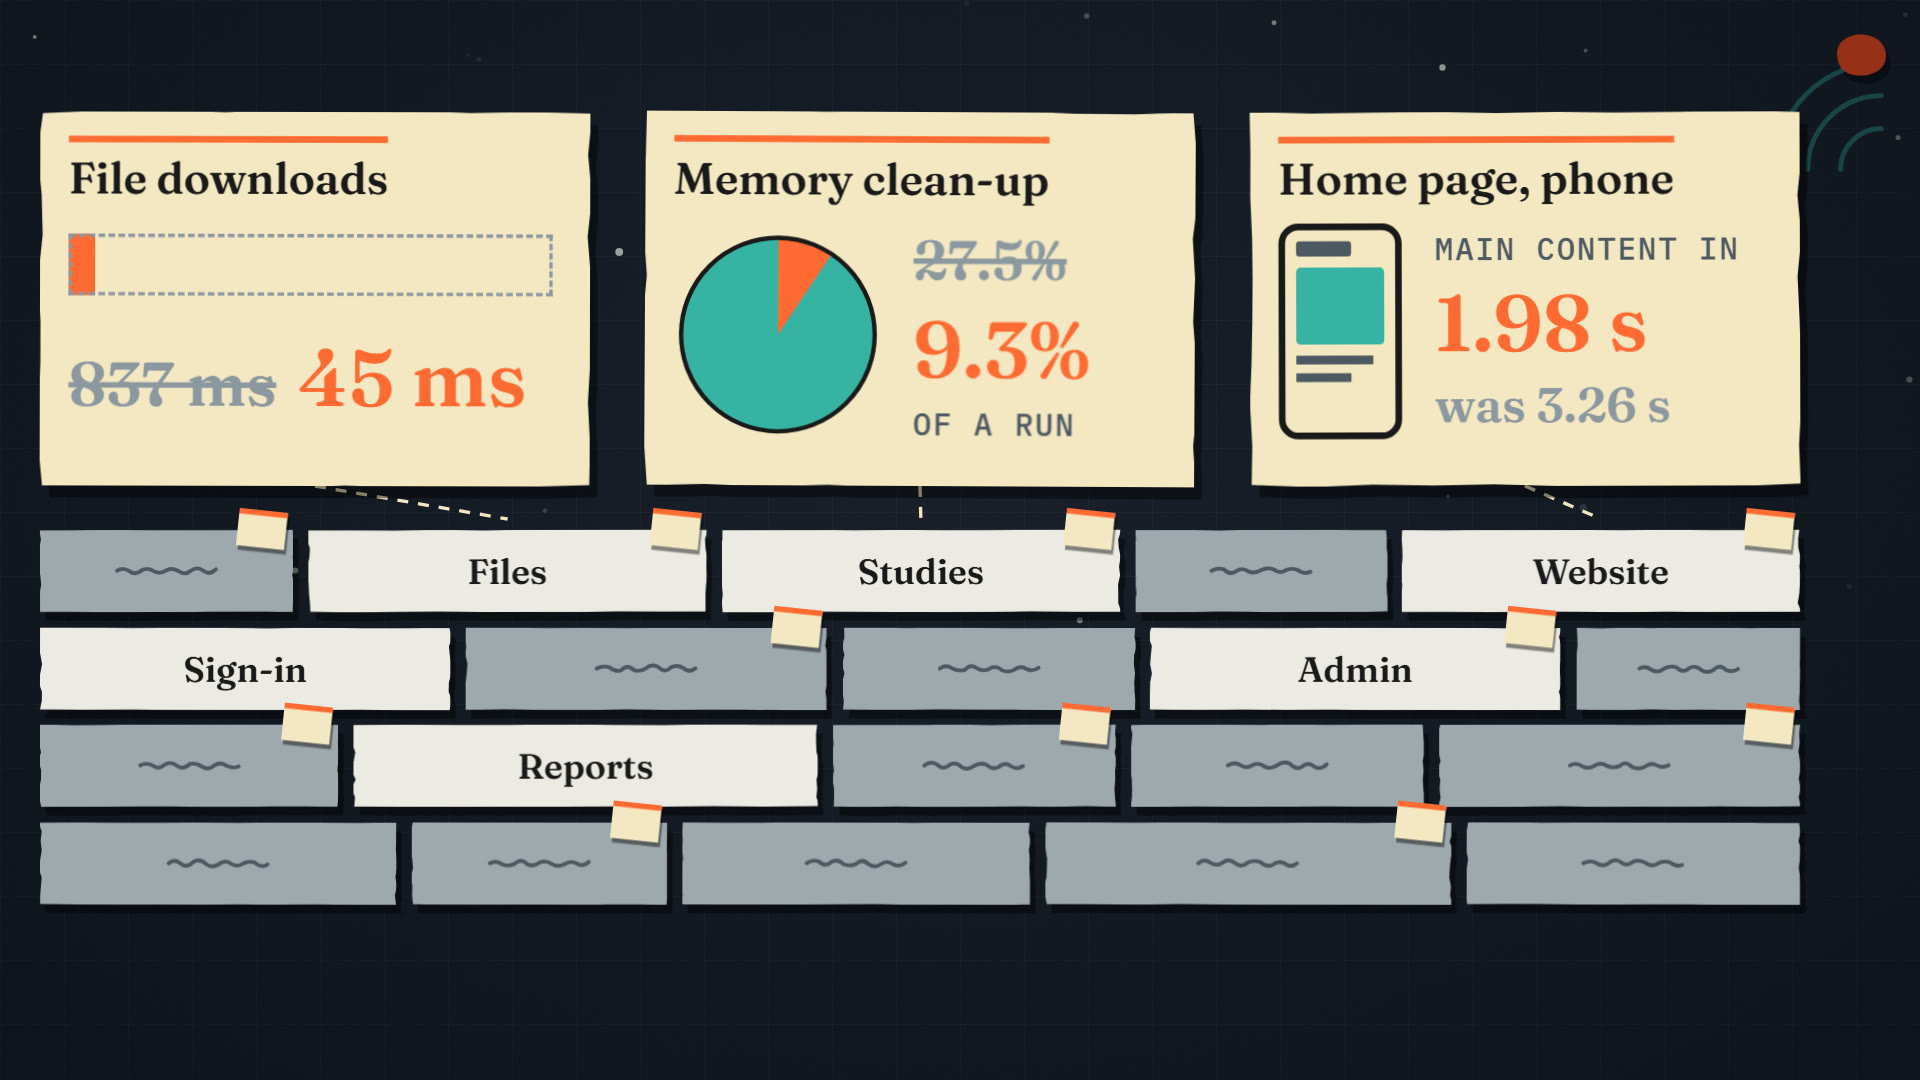 File downloads
837 ms 45 ms
Memory clean-up
27.5%
9.3%
OF A RUN
Home page, phone
MAIN CONTENT IN
1.98 s
was 3.26 s
Files
Studies
Website
Sign-in
Admin
Reports